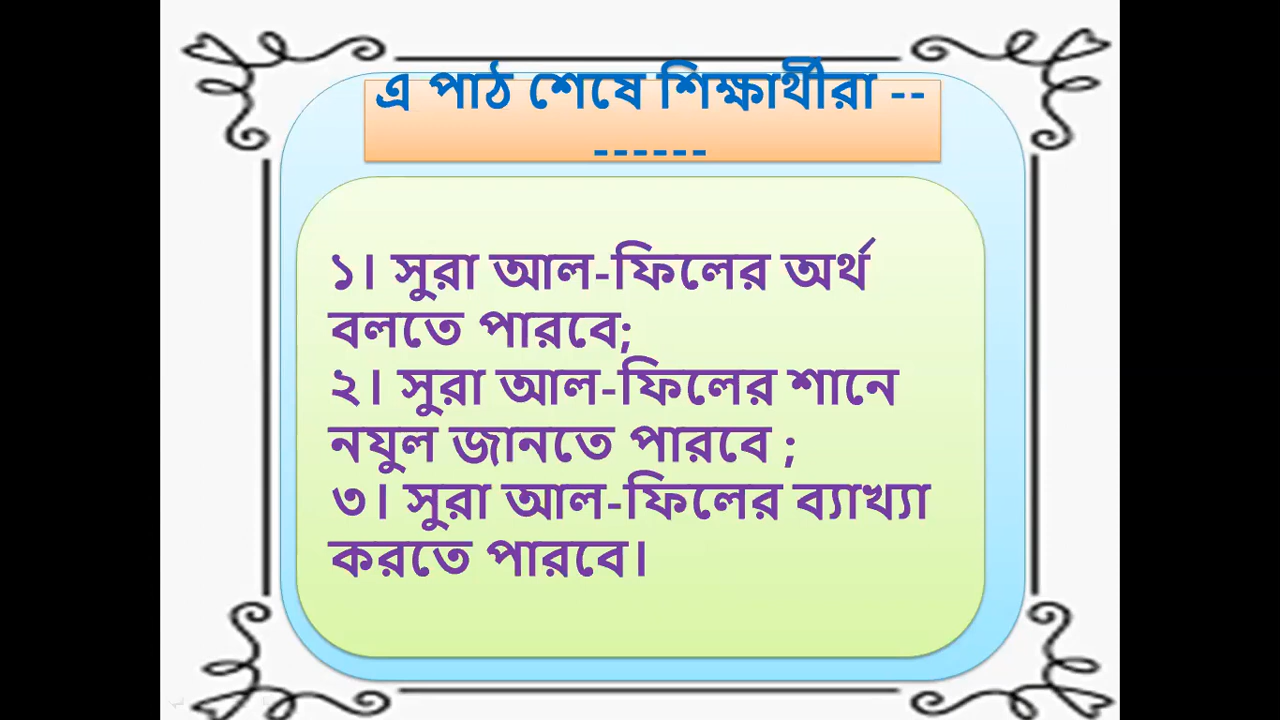 এ পাঠ শেষে শিক্ষার্থীরা --
------
১। সুরা আল-ফিলের অর্থ
বলতে পারবে;
২। সুরা আল-ফিলের শানে
নযুল জানতে পারবে ;
৩। সুরা আল-ফিলের ব্যাখ্যা
করতে পারবে।